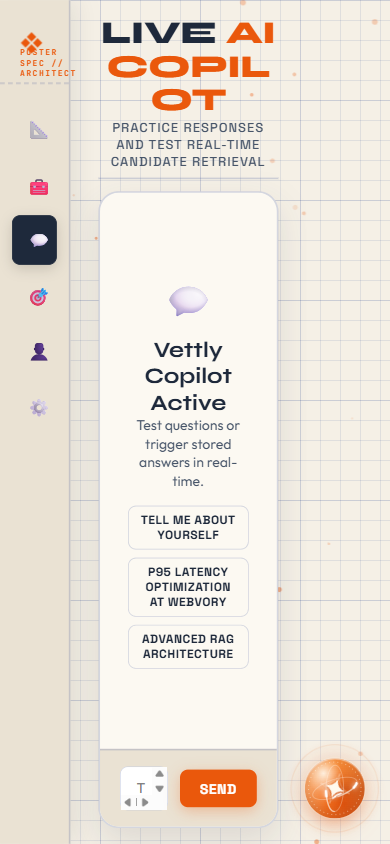 POSTER
SPEC //
ARCHITECT
LIVE AI
COPIL
OT
PRACTICE RESPONSES
AND TEST REAL-TIME
CANDIDATE RETRIEVAL
Vettly
Copilot
Active
Test questions or
trigger stored
answers in real-
time.
TELL ME ABOUT
YOURSELF
P95 LATENCY
OPTIMIZATION
AT WEBVORY
ADVANCED RAG
ARCHITECTURE
T
SEND